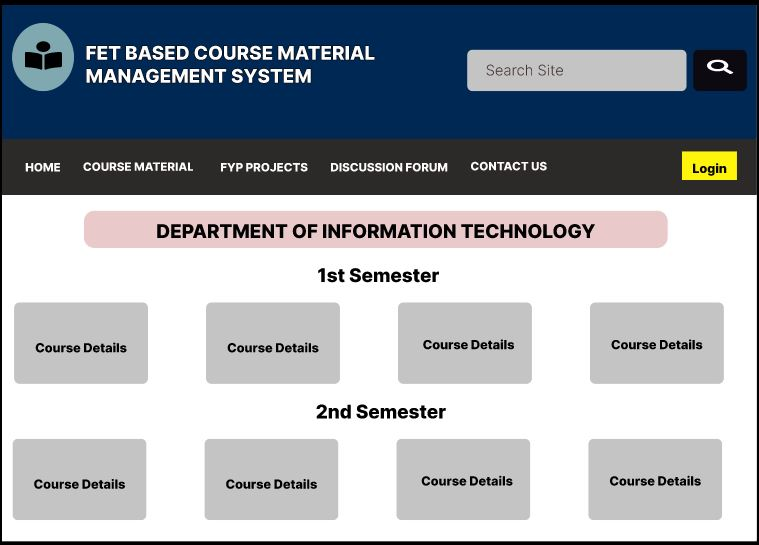 FET BASED COURSE MATERIAL
MANAGEMENT SYSTEM
Search Site
HOME COURSE MATERIAL FYP PROJECTS DISCUSSION FORUM CONTACT US Login
DEPARTMENT OF INFORMATION TECHNOLOGY
1st Semester
Course Details Course Details Course Details Course Details
2nd Semester
Course Details Course Details Course Details Course Details